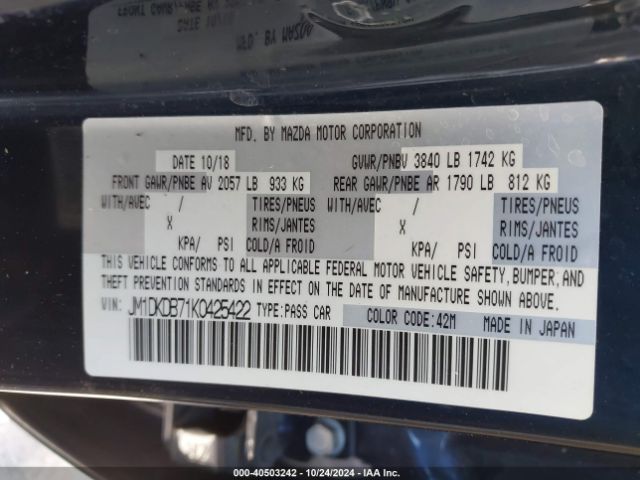 MFD. BY MAZDA MOTOR CORPORATION
DATE 10/18 GVWR/PNBV 3840 LB 1742 KG
FRONT GAWR/PNBE AV 2057 LB 933 KG REAR GAWR/PNBE AR 1790 LB 812 KG
WITH/AVEC / TIRES/PNEUS WITH/AVEC / TIRES/PNEUS
X RIMS/JANTES X RIMS/JANTES
KPA/ PSI COLD/A FROID KPA/ PSI COLD/A FROID
THIS VEHICLE CONFORMS TO ALL APPLICABLE FEDERAL MOTOR VEHICLE SAFETY,BUMPER,AND
THEFT PREVENTION STANDARDS IN EFFECT ON THE DATE OF MANUFACTURE SHOWN ABOVE.
VIN: JM1DKDB71K0425422 TYPE:PASS CAR COLOR CODE:42M MADE IN JAPAN
000-40503242 - 10/24/2024 - IAA Inc.